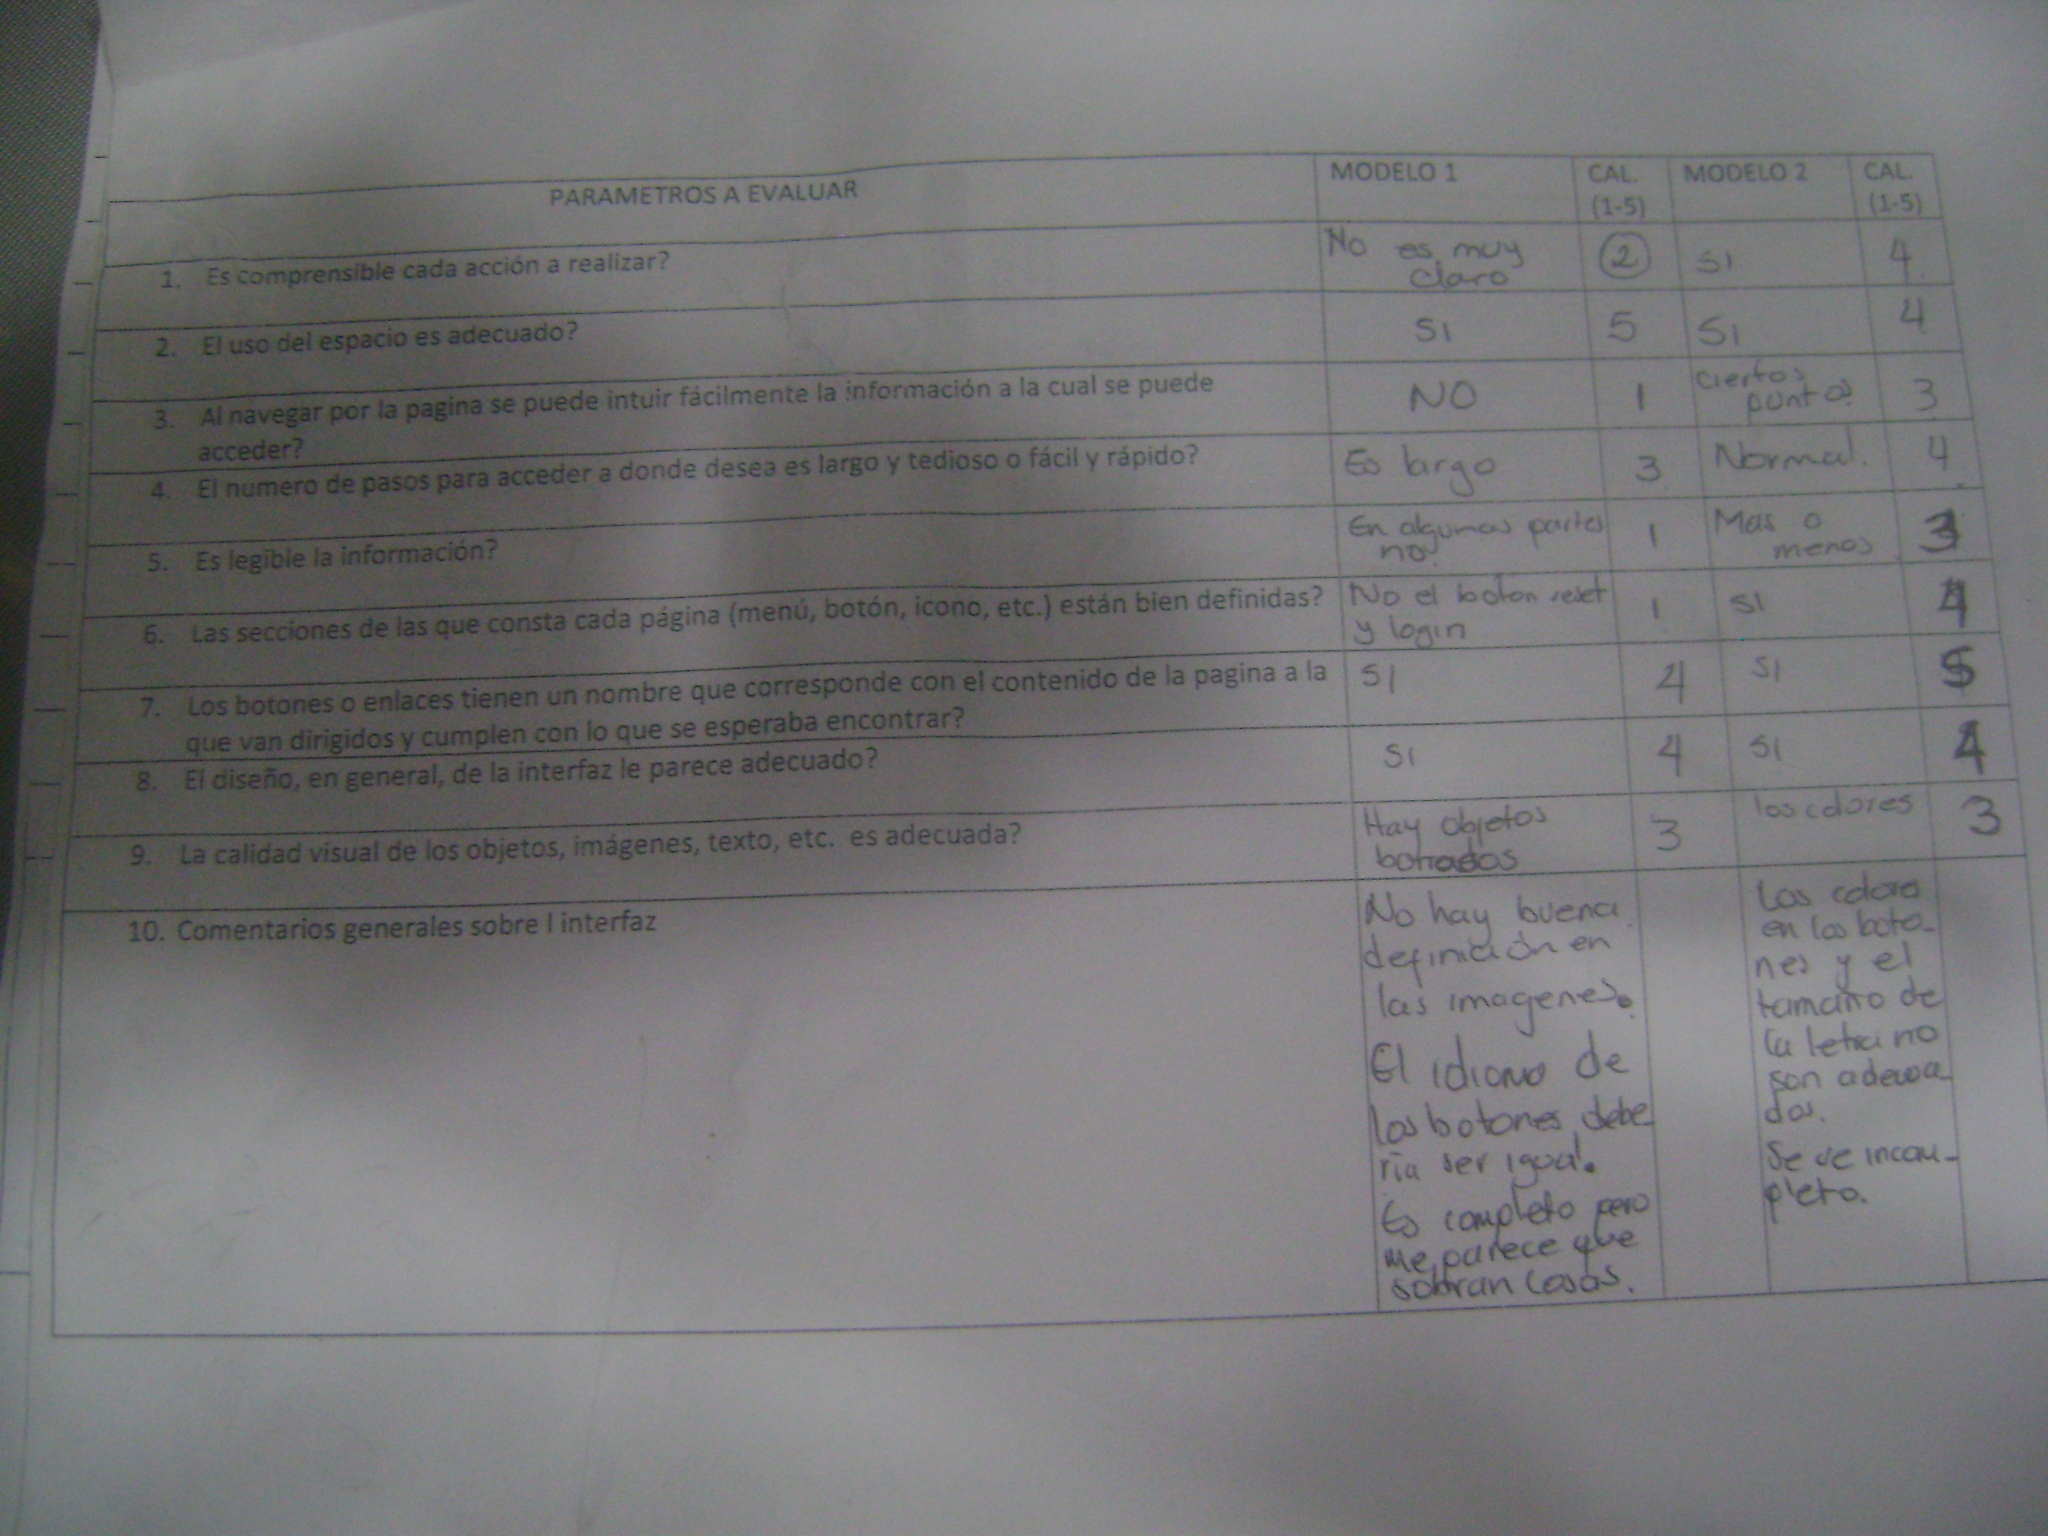 PARAMETROS A EVALUAR MODELO 1 CAL. (1-5) MODELO 2 CAL. (1-5)
1. Es comprensible cada acción a realizar? No es muy claro 2 SI 4
2. El uso del espacio es adecuado? SI 5 SI 4
3. Al navegar por la pagina se puede intuir fácilmente la información a la cual se puede
acceder? NO 1 ciertos puntos 3
4. El numero de pasos para acceder a donde desea es largo y tedioso o fácil y rápido? Es largo 3 Normal. 4
5. Es legible la información? En algunas partes no. 1 Mas o menos 3
6. Las secciones de las que consta cada página (menú, botón, icono, etc.) están bien definidas? No el boton reset y login 1 SI 4
7. Los botones o enlaces tienen un nombre que corresponde con el contenido de la pagina a la
que van dirigidos y cumplen con lo que se esperaba encontrar? SI 4 SI 5
8. El diseño, en general, de la interfaz le parece adecuado? SI 4 SI 4
9. La calidad visual de los objetos, imágenes, texto, etc. es adecuada? Hay objetos borrados 3 los colores 3
10. Comentarios generales sobre l interfaz
No hay buena
definición en
las imagenes.
El idioma de
los botones debe
ria ser igual.
Es completo pero
me parece que
sobran cosas.
Los colores
en los boto-
nes y el
tamaño de
la letra no
son adecua-
dos.
Se ve incom-
pleto.